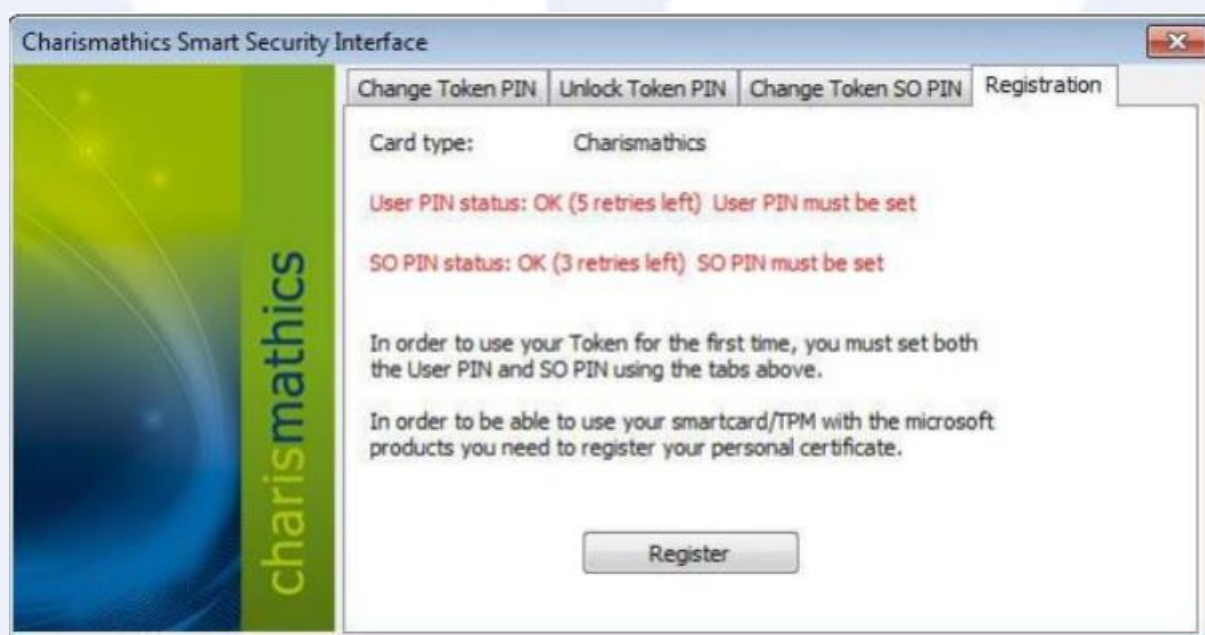 Charismathics Smart Security Interface
Change Token PIN Unlock Token PIN Change Token SO PIN Registration
Card type: Charismathics
User PIN status: OK (5 retries left) User PIN must be set
SO PIN status: OK (3 retries left) SO PIN must be set
In order to use your Token for the first time, you must set both
the User PIN and SO PIN using the tabs above.
In order to be able to use your smartcard/TPM with the microsoft
products you need to register your personal certificate.
Register
charismathics